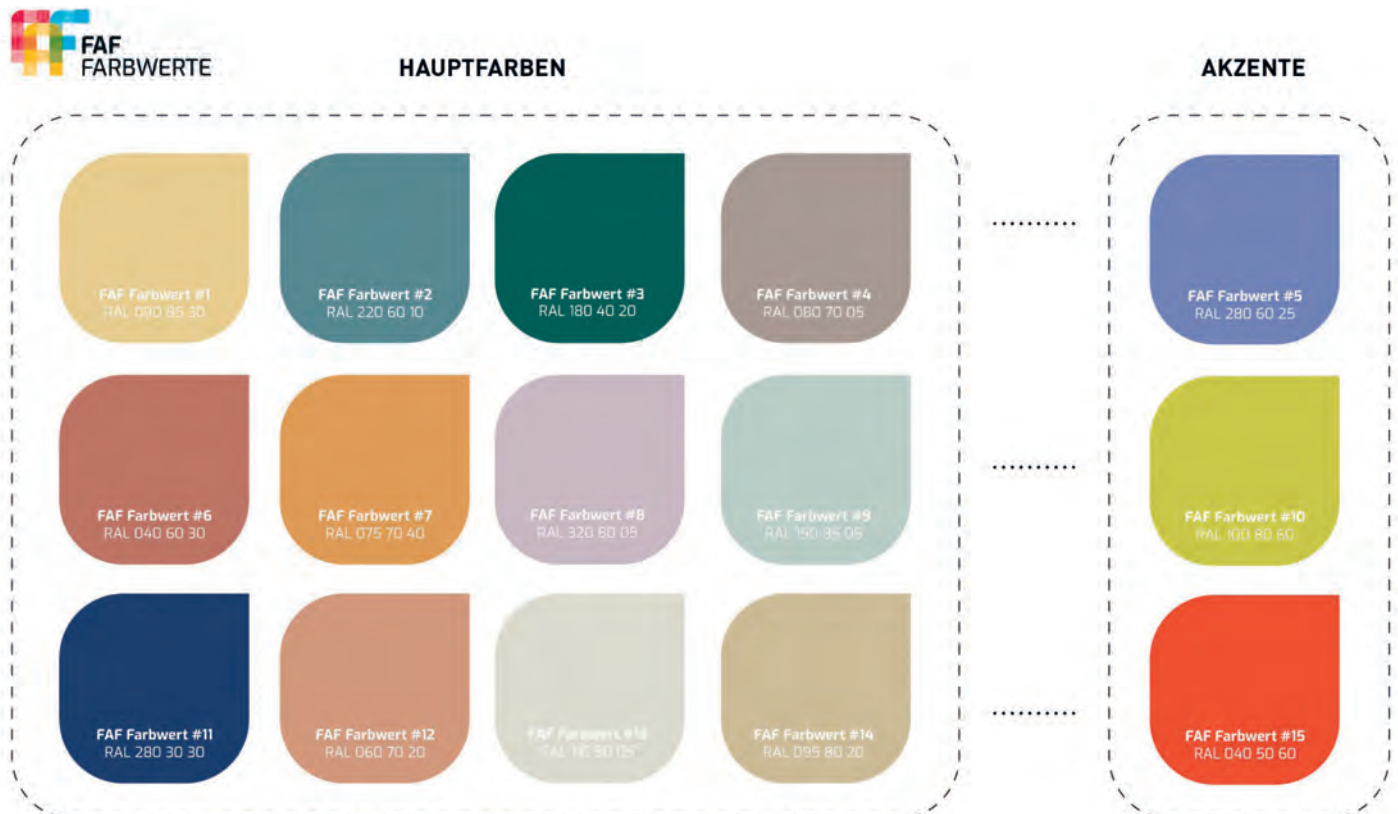 FAF
FARBWERTE
HAUPTFARBEN
AKZENTE
FAF Farbwert #1
RAL 090 85 30
FAF Farbwert #2
RAL 220 60 10
FAF Farbwert #3
RAL 180 40 20
FAF Farbwert #4
RAL 080 70 05
FAF Farbwert #5
RAL 280 60 25
FAF Farbwert #6
RAL 040 60 30
FAF Farbwert #7
RAL 075 70 40
FAF Farbwert #8
RAL 320 80 05
FAF Farbwert #9
RAL 85 05
FAF Farbwert #10
RAL 100 80 60
FAF Farbwert #11
RAL 280 30 30
FAF Farbwert #12
RAL 060 70 20
FAF Farbwert #13
RAL 90 05
FAF Farbwert #14
RAL 095 80 20
FAF Farbwert #15
RAL 040 50 60